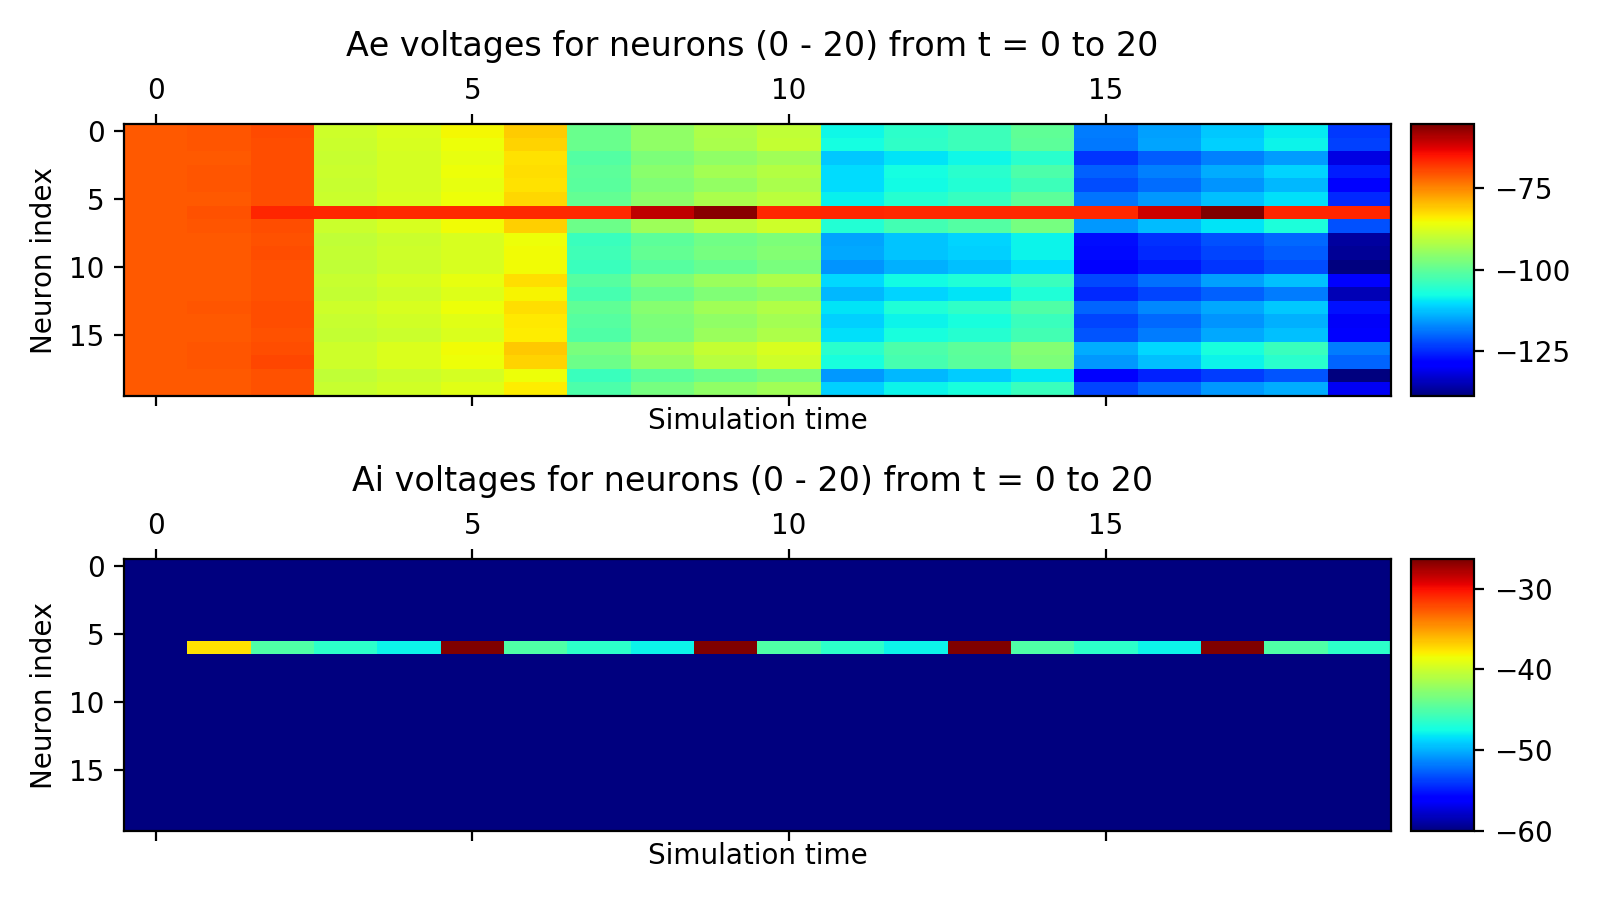 Ae voltages for neurons (0 - 20) from t = 0 to 20
0 5 10 15
Neuron index
0
5
10
15
Simulation time
−75
−100
−125
Ai voltages for neurons (0 - 20) from t = 0 to 20
0 5 10 15
Neuron index
0
5
10
15
Simulation time
−30
−40
−50
−60